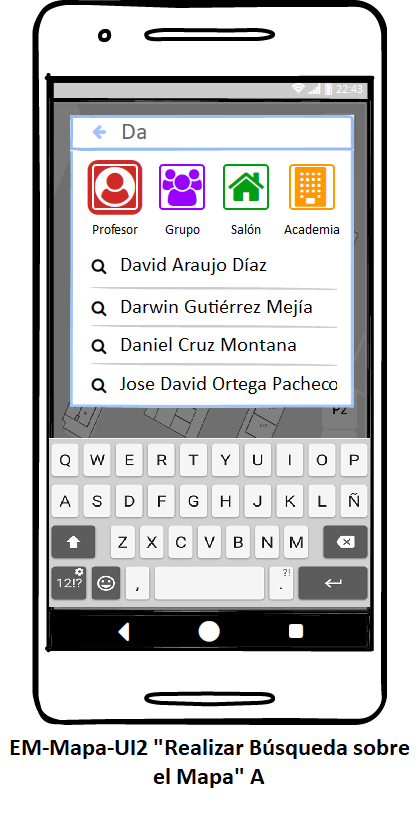 22:43
Da
Profesor Grupo Salón Academia
David Araujo Díaz
Darwin Gutiérrez Mejía
Daniel Cruz Montana
Jose David Ortega Pacheco
P2
Q W E R T Y U I O P
A S D F G H J K L Ñ
Z X C V B N M
12!? , . ?!
EM-Mapa-UI2 "Realizar Búsqueda sobre
el Mapa" A